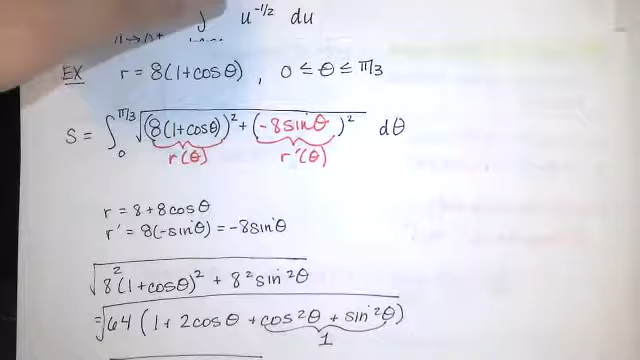 u^{-1/2} du
EX r = 8(1+cosθ) , 0 ≤ θ ≤ π/3
S = ∫_0^{π/3} √((8(1+cosθ))² + (-8sinθ)²) dθ
r(θ) r'(θ)
r = 8+8cosθ
r' = 8(-sinθ) = -8sinθ
√(8²(1+cosθ)² + 8²sin²θ)
=√(64(1+2cosθ+cos²θ+sin²θ))
1